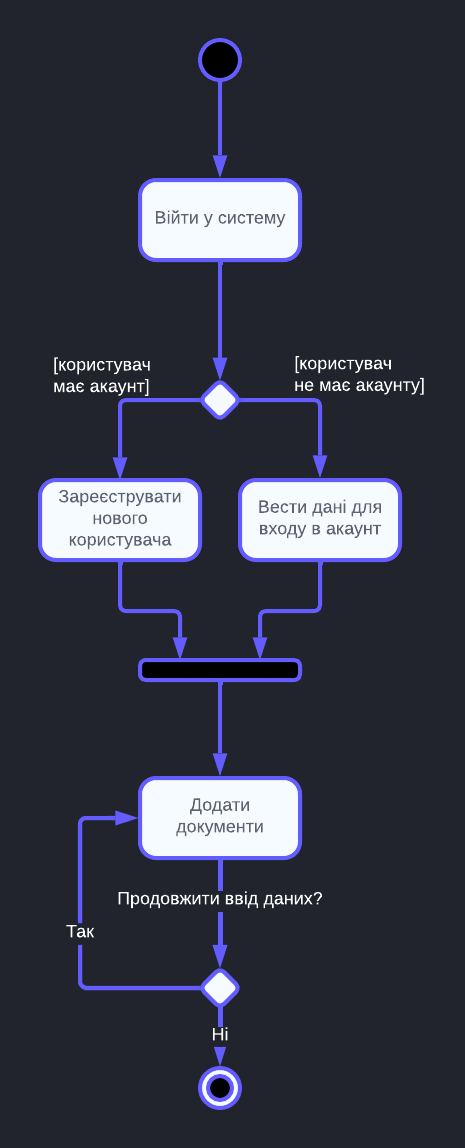 Війти у систему
[користувач
має акаунт]
[користувач
не має акаунту]
Зареєструвати
нового
користувача
Вести дані для
входу в акаунт
Додати
документи
Продовжити ввід даних?
Так
Ні